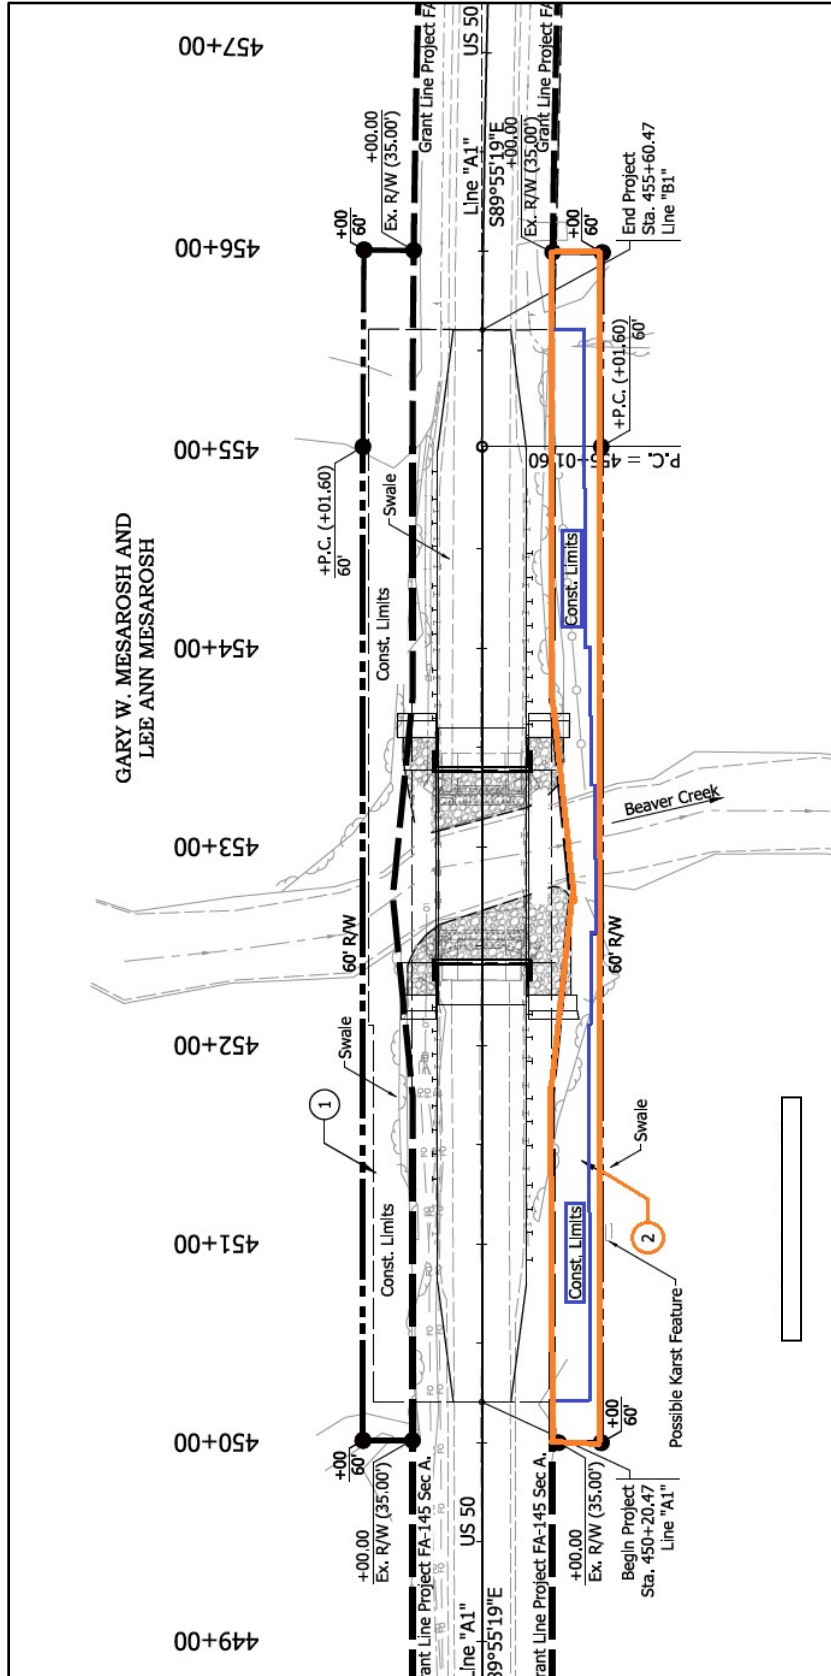 457+00
456+00
455+00
454+00
453+00
452+00
451+00
450+00
449+00
GARY W. MESAROSH AND
LEE ANN MESAROSH
Grant Line Project FA
US 50
Grant Line Project FA
+00.00
Ex. R/W (35.00')
+00
60'
Line "A1"
S89°55'19"E
+00.00
Ex. R/W (35.00')
+00
60'
End Project
Sta. 455+60.47
Line "B1"
+P.C. (+01.60)
60'
+P.C. (+01.60)
60'
P.C. = 455+01.60
Swale
Const. Limits
Const. Limits
Beaver Creek
60' R/W
60' R/W
Swale
1
Const. Limits
Swale
2
Const. Limits
Possible Karst Feature
+00
60'
+00.00
Ex. R/W (35.00')
+00
60'
+00.00
Ex. R/W (35.00')
Begin Project
Sta. 450+20.47
Line "A1"
rant Line Project FA-145 Sec A.
US 50
Line "A1"
89°55'19"E
rant Line Project FA-145 Sec A.